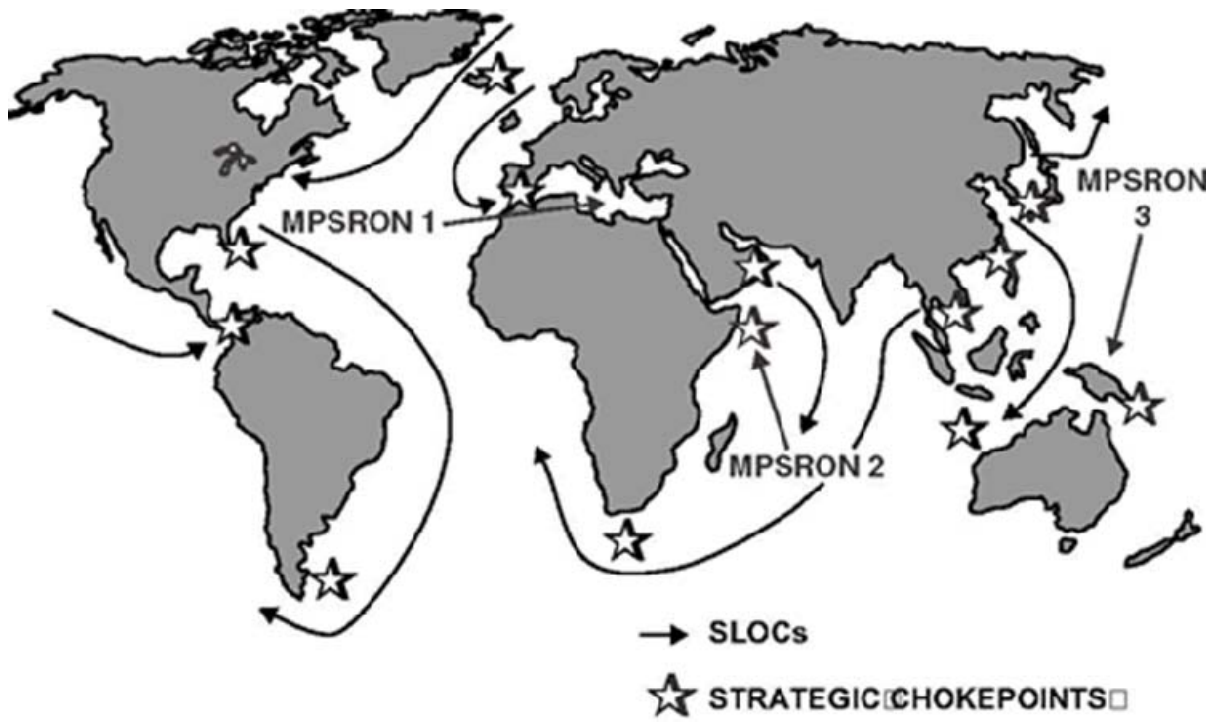 MPSRON 1
MPSRON
3
MPSRON 2
SLOCs
STRATEGIC□CHOKEPOINTS□